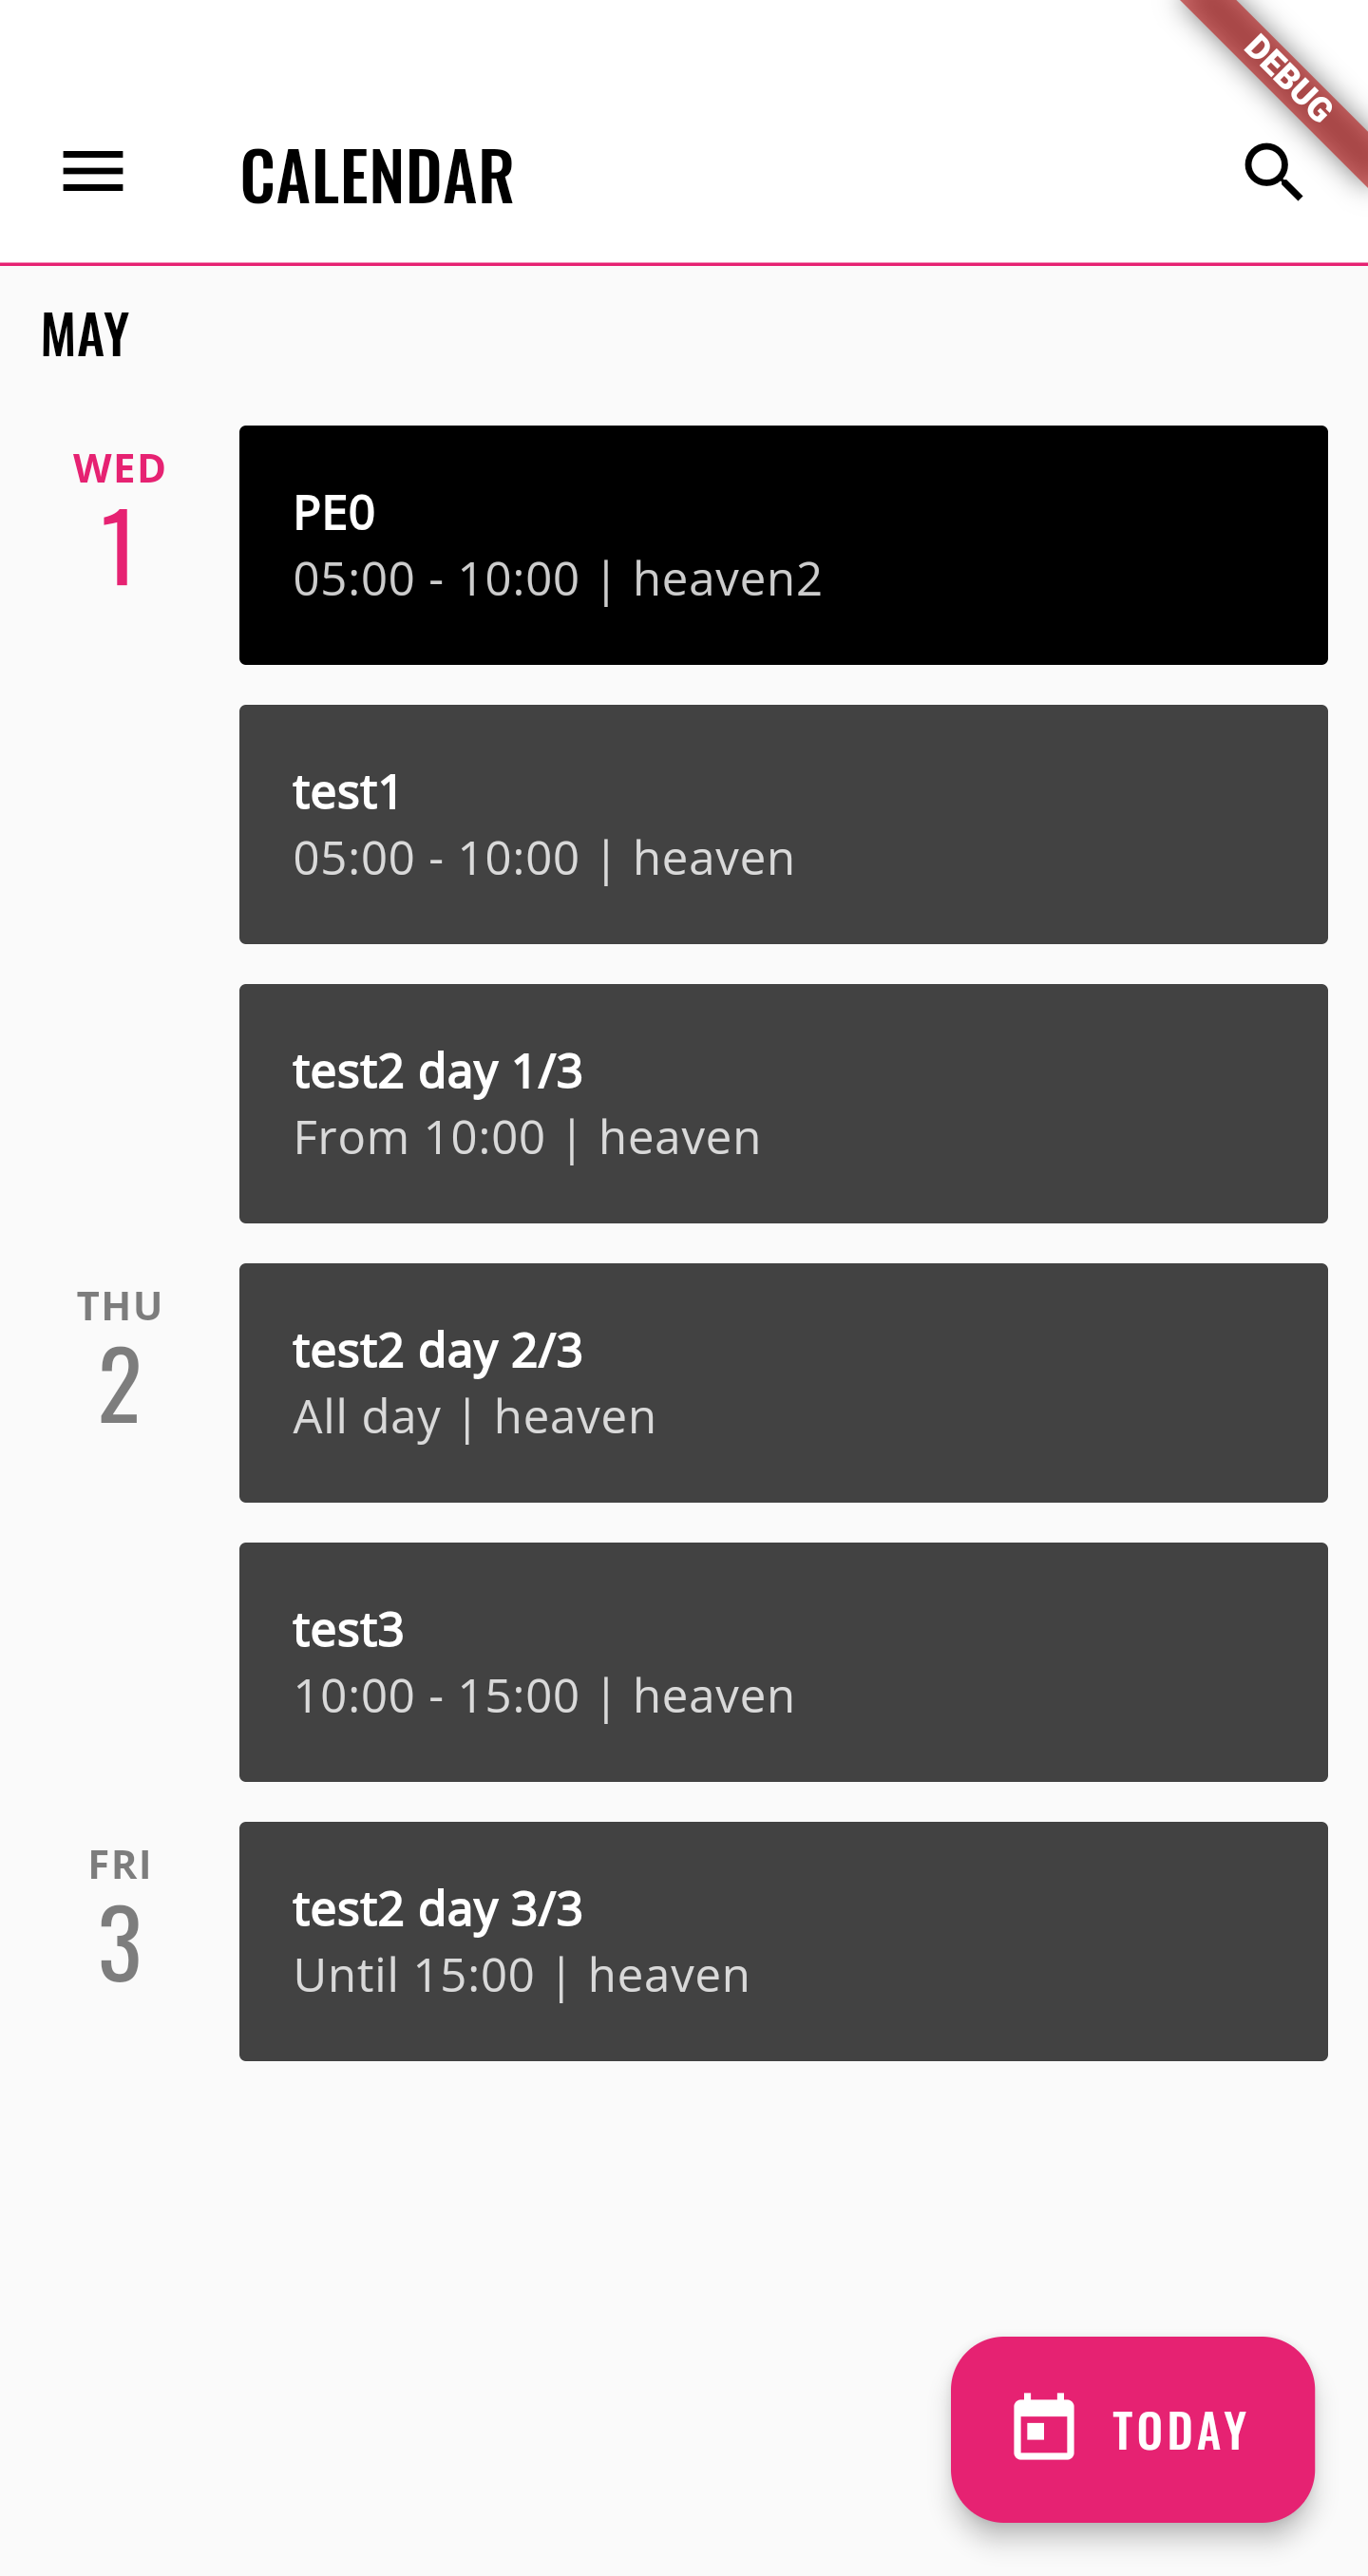 DEBUG
CALENDAR
MAY
WED
1
PE0
05:00 - 10:00 | heaven2
test1
05:00 - 10:00 | heaven
test2 day 1/3
From 10:00 | heaven
THU
2
test2 day 2/3
All day | heaven
test3
10:00 - 15:00 | heaven
FRI
3
test2 day 3/3
Until 15:00 | heaven
TODAY